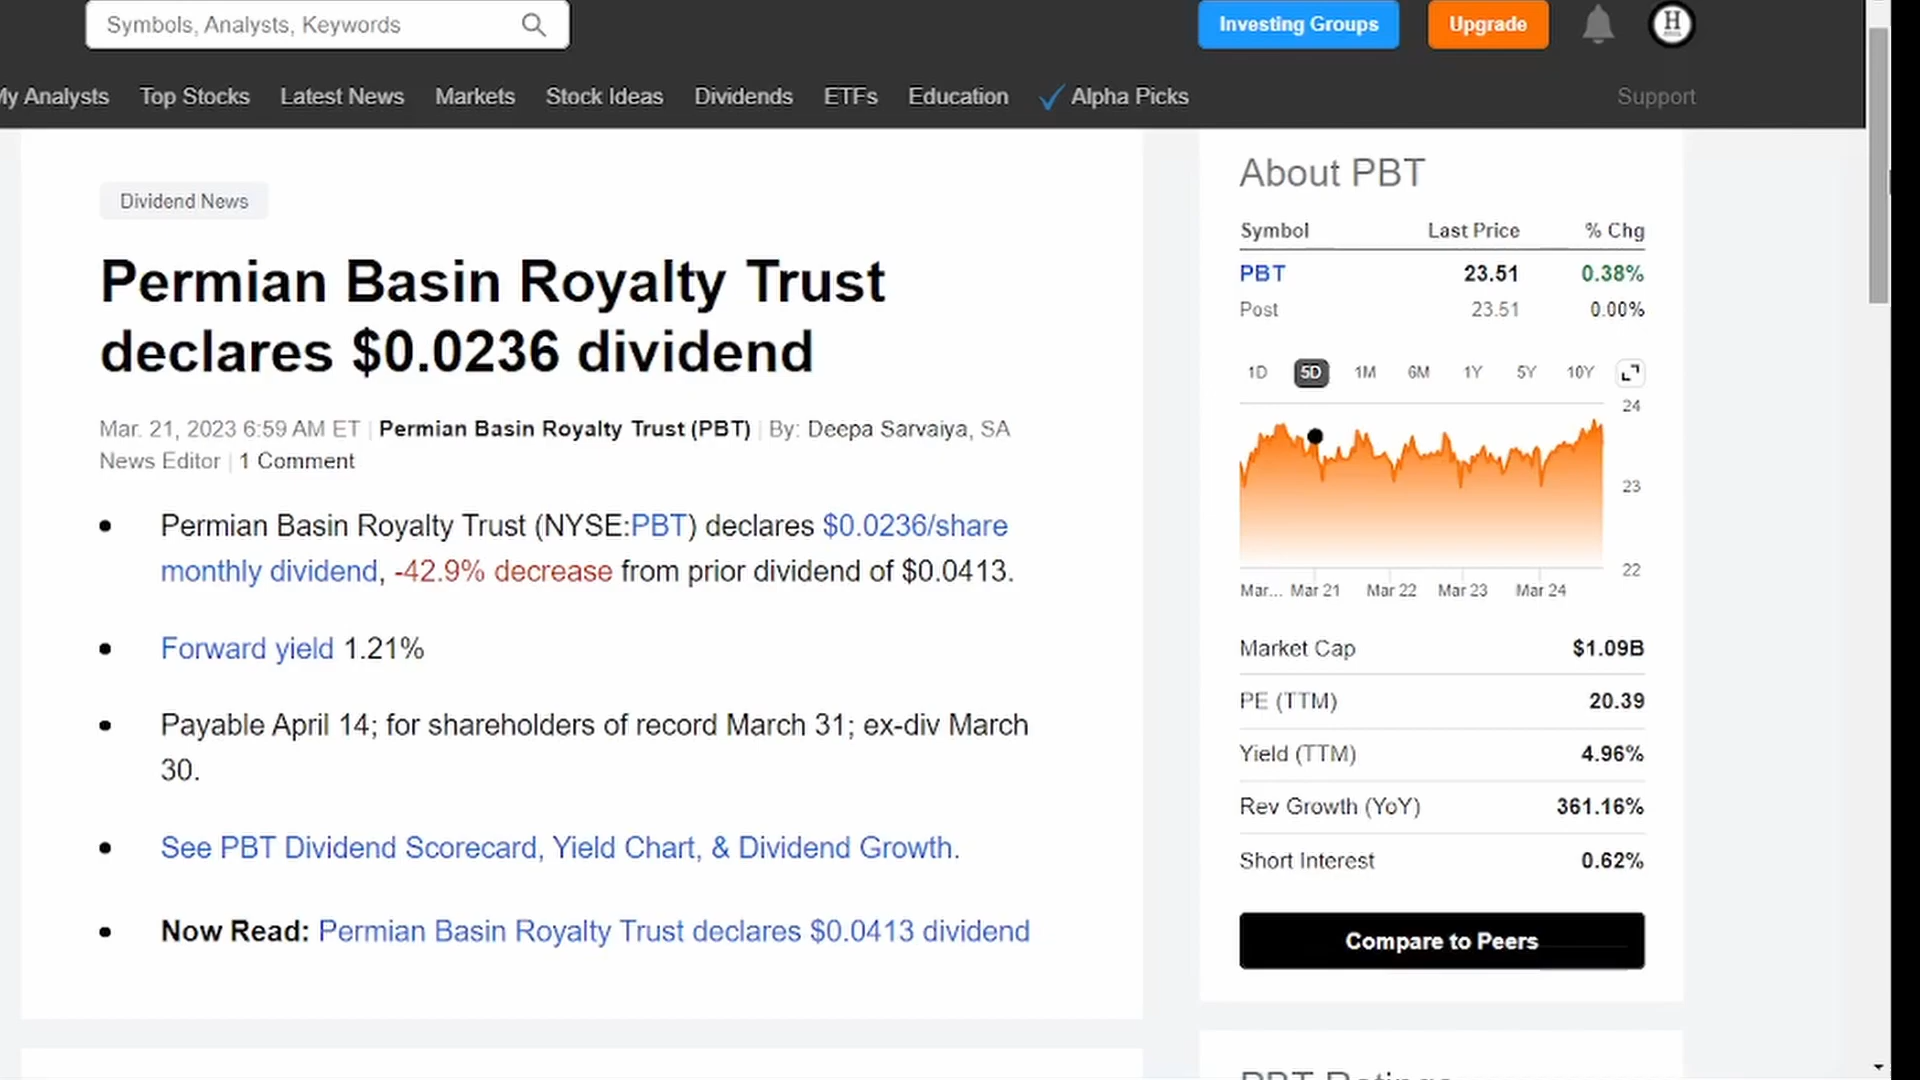 Symbols, Analysts, Keywords
Investing Groups
Upgrade
H
My Analysts Top Stocks Latest News Markets Stock Ideas Dividends ETFs Education Alpha Picks Support
Dividend News
Permian Basin Royalty Trust
declares $0.0236 dividend
Mar. 21, 2023 6:59 AM ET | Permian Basin Royalty Trust (PBT) | By: Deepa Sarvaiya, SA
News Editor | 1 Comment
Permian Basin Royalty Trust (NYSE:PBT) declares $0.0236/share
monthly dividend, -42.9% decrease from prior dividend of $0.0413.
Forward yield 1.21%
Payable April 14; for shareholders of record March 31; ex-div March
30.
See PBT Dividend Scorecard, Yield Chart, & Dividend Growth.
Now Read: Permian Basin Royalty Trust declares $0.0413 dividend
About PBT
Symbol Last Price % Chg
PBT 23.51 0.38%
Post 23.51 0.00%
1D 5D 1M 6M 1Y 5Y 10Y
24
23
22
Mar... Mar 21 Mar 22 Mar 23 Mar 24
Market Cap $1.09B
PE (TTM) 20.39
Yield (TTM) 4.96%
Rev Growth (YoY) 361.16%
Short Interest 0.62%
Compare to Peers
PBT Ratings